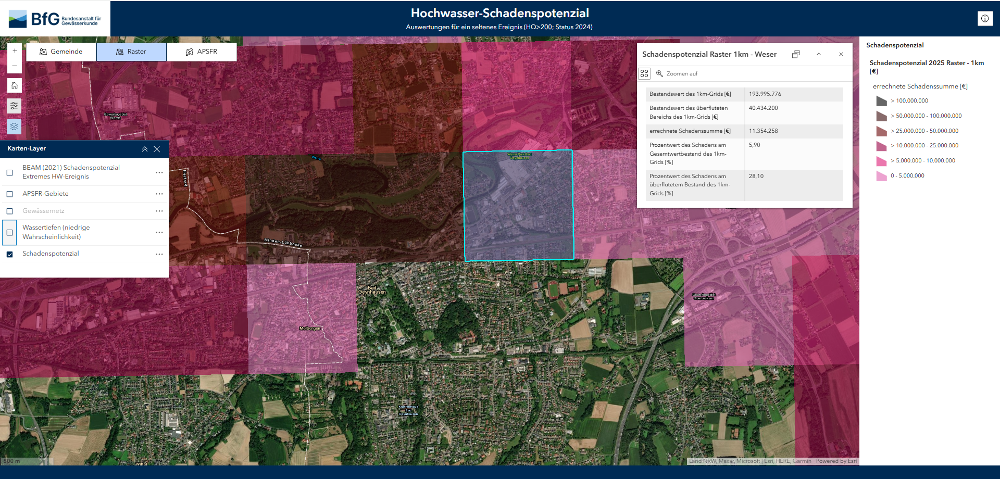 BfG Bundesanstalt für
Gewässerkunde
Hochwasser-Schadenspotenzial
Auswertungen für ein seltenes Ereignis (HQ>200; Status 2024)
Gemeinde
Raster
APSFR
Karten-Layer
BEAM (2021) Schadenspotenzial
Extremes HW-Ereignis
APSFR-Gebiete
Gewässernetz
Wassertiefen (niedrige
Wahrscheinlichkeit)
Schadenspotenzial
Gewerbegebiet
Werste
Werre
Herford
Minden-Lübbecke
Werre Park Bad
Oeynhausen
Bad
Oeynhausen
Melbergen
Krankenhaus
Bad
Oeynhausen
Gewerbegebiet
Oberbecksen
Wittel
500 m
Schadenspotenzial Raster 1km - Weser
Zoomen auf
Bestandswert des 1km-Grids [€] 193.995.776
Bestandswert des überfluteten 40.434.200
Bereichs des 1km-Grids [€]
errechnete Schadenssumme [€] 11.354.258
Prozentwert des Schadens am 5,90
Gesamtwertbestand des 1km-
Grids [%]
Prozentwert des Schadens am 28,10
überflutetem Bestand des 1km-
Grids [%]
Schadenspotenzial
Schadenspotenzial 2025 Raster - 1km
[€]
errechnete Schadenssumme [€]
> 100.000.000
> 50.000.000 - 100.000.000
> 25.000.000 - 50.000.000
> 10.000.000 - 25.000.000
> 5.000.000 - 10.000.000
0 - 5.000.000
Land NRW, Maxar, Microsoft | Esri, HERE, Garmin Powered by Esri